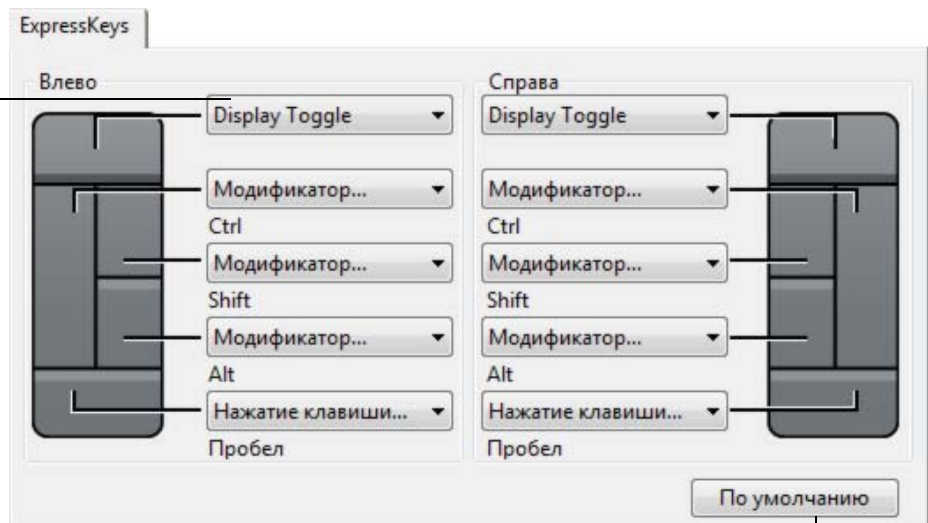 ExpressKeys
Влево
Display Toggle
Модификатор...
Ctrl
Модификатор...
Shift
Модификатор...
Alt
Нажатие клавиши...
Пробел
Справа
Display Toggle
Модификатор...
Ctrl
Модификатор...
Shift
Модификатор...
Alt
Нажатие клавиши...
Пробел
По умолчанию